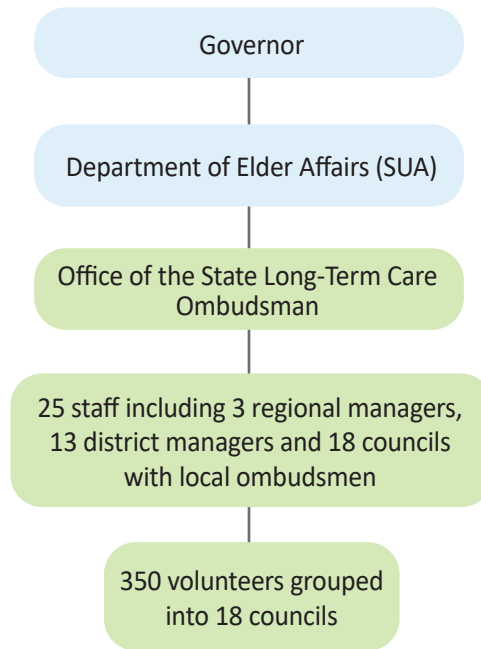 Governor
Department of Elder Affairs (SUA)
Office of the State Long-Term Care
Ombudsman
25 staff including 3 regional managers,
13 district managers and 18 councils
with local ombudsmen
350 volunteers grouped
into 18 councils